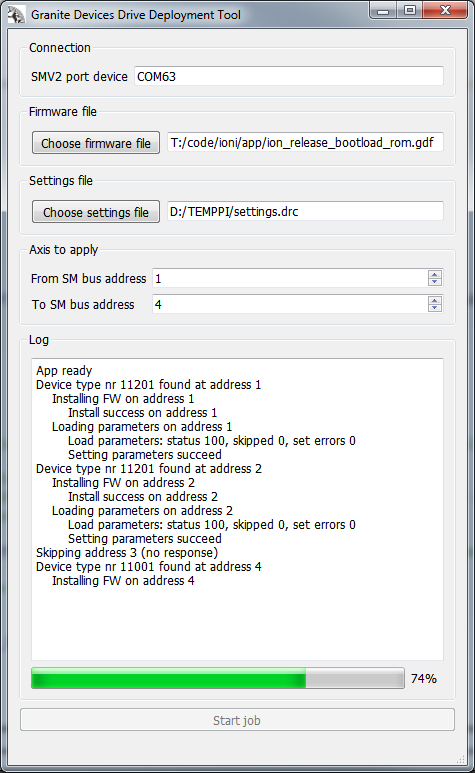 Granite Devices Drive Deployment Tool
Connection
SMV2 port device COM63
Firmware file
Choose firmware file T:/code/ioni/app/ion_release_bootload_rom.gdf
Settings file
Choose settings file D:/TEMPPI/settings.drc
Axis to apply
From SM bus address 1
To SM bus address 4
Log
App ready
Device type nr 11201 found at address 1
Installing FW on address 1
Install success on address 1
Loading parameters on address 1
Load parameters: status 100, skipped 0, set errors 0
Setting parameters succeed
Device type nr 11201 found at address 2
Installing FW on address 2
Install success on address 2
Loading parameters on address 2
Load parameters: status 100, skipped 0, set errors 0
Setting parameters succeed
Skipping address 3 (no response)
Device type nr 11001 found at address 4
Installing FW on address 4
74%
Start job